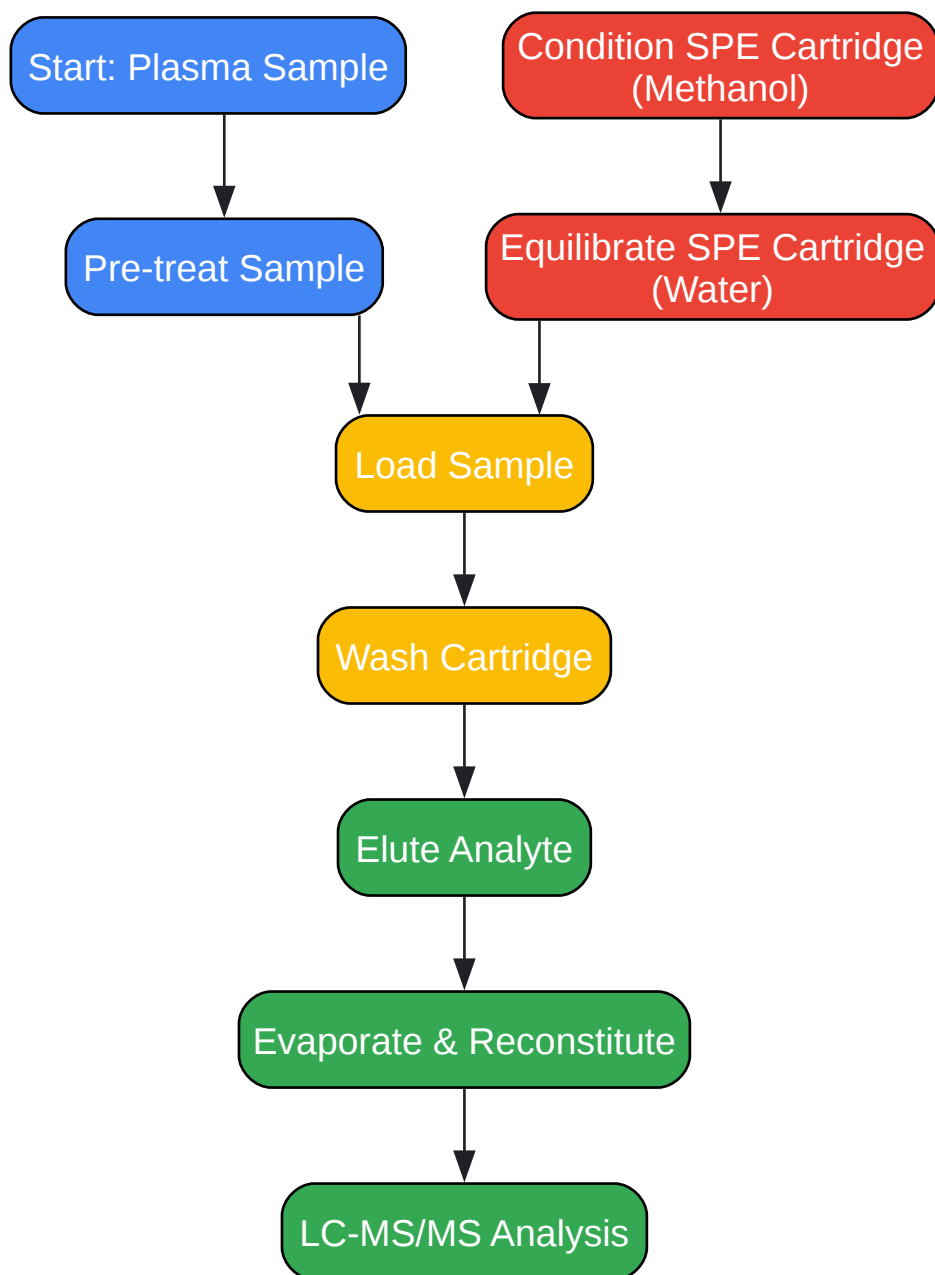 Start: Plasma Sample
Condition SPE Cartridge
(Methanol)
Pre-treat Sample
Equilibrate SPE Cartridge
(Water)
Load Sample
Wash Cartridge
Elute Analyte
Evaporate & Reconstitute
LC-MS/MS Analysis